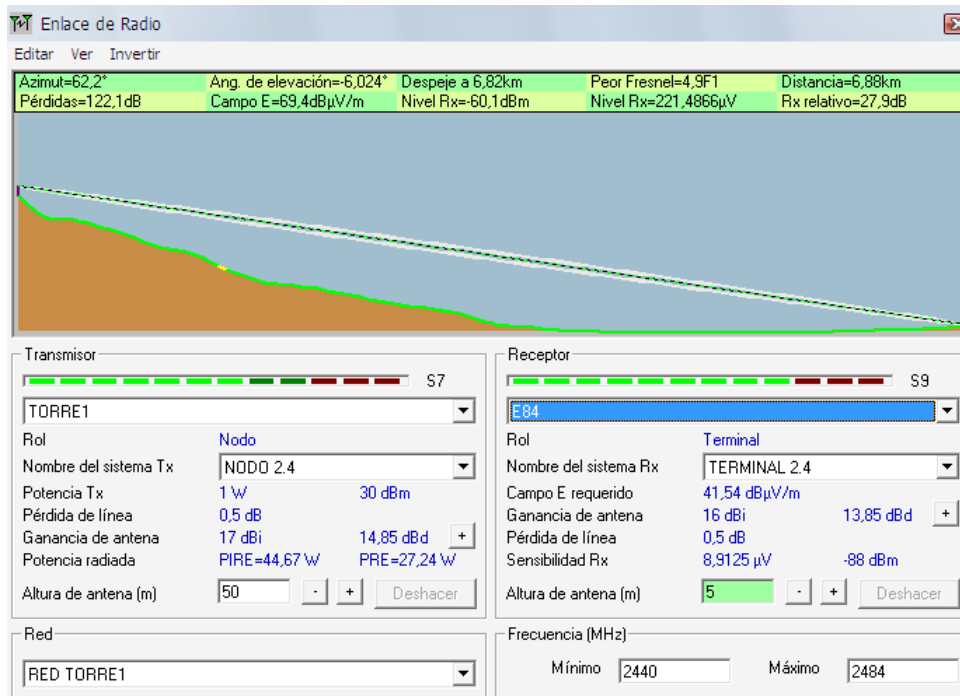 Enlace de Radio
Editar Ver Invertir
Azimut=62,2° Ang. de elevación=-6,024° Despeje a 6,82km Peor Fresnel=4,9F1 Distancia=6,88km
Pérdidas=122,1dB Campo E=69,4dBµV/m Nivel Rx=-60,1dBm Nivel Rx=221,4866µV Rx relativo=27,9dB
Transmisor
S7
TORRE1
Rol Nodo
Nombre del sistema Tx NODO 2.4
Potencia Tx 1 W 30 dBm
Pérdida de línea 0,5 dB
Ganancia de antena 17 dBi 14,85 dBd +
Potencia radiada PIRE=44,67 W PRE=27,24 W
Altura de antena (m) 50 - + Deshacer
Red
RED TORRE1
Receptor
S9
E84
Rol Terminal
Nombre del sistema Rx TERMINAL 2.4
Campo E requerido 41,54 dBµV/m
Ganancia de antena 16 dBi 13,85 dBd +
Pérdida de línea 0,5 dB
Sensibilidad Rx 8,9125 µV -88 dBm
Altura de antena (m) 5 - + Deshacer
Frecuencia (MHz)
Mínimo 2440 Máximo 2484